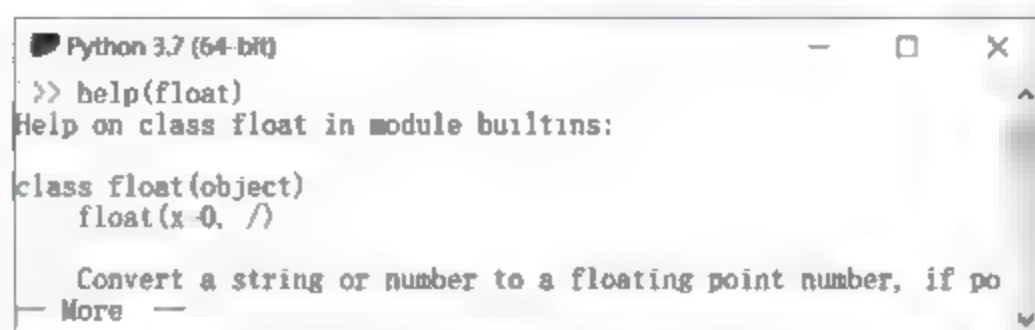 Python 3.7 (64-bit)
>> help(float)
Help on class float in module builtins:
class float(object)
float(x=0, /)
Convert a string or number to a floating point number, if po
— More —